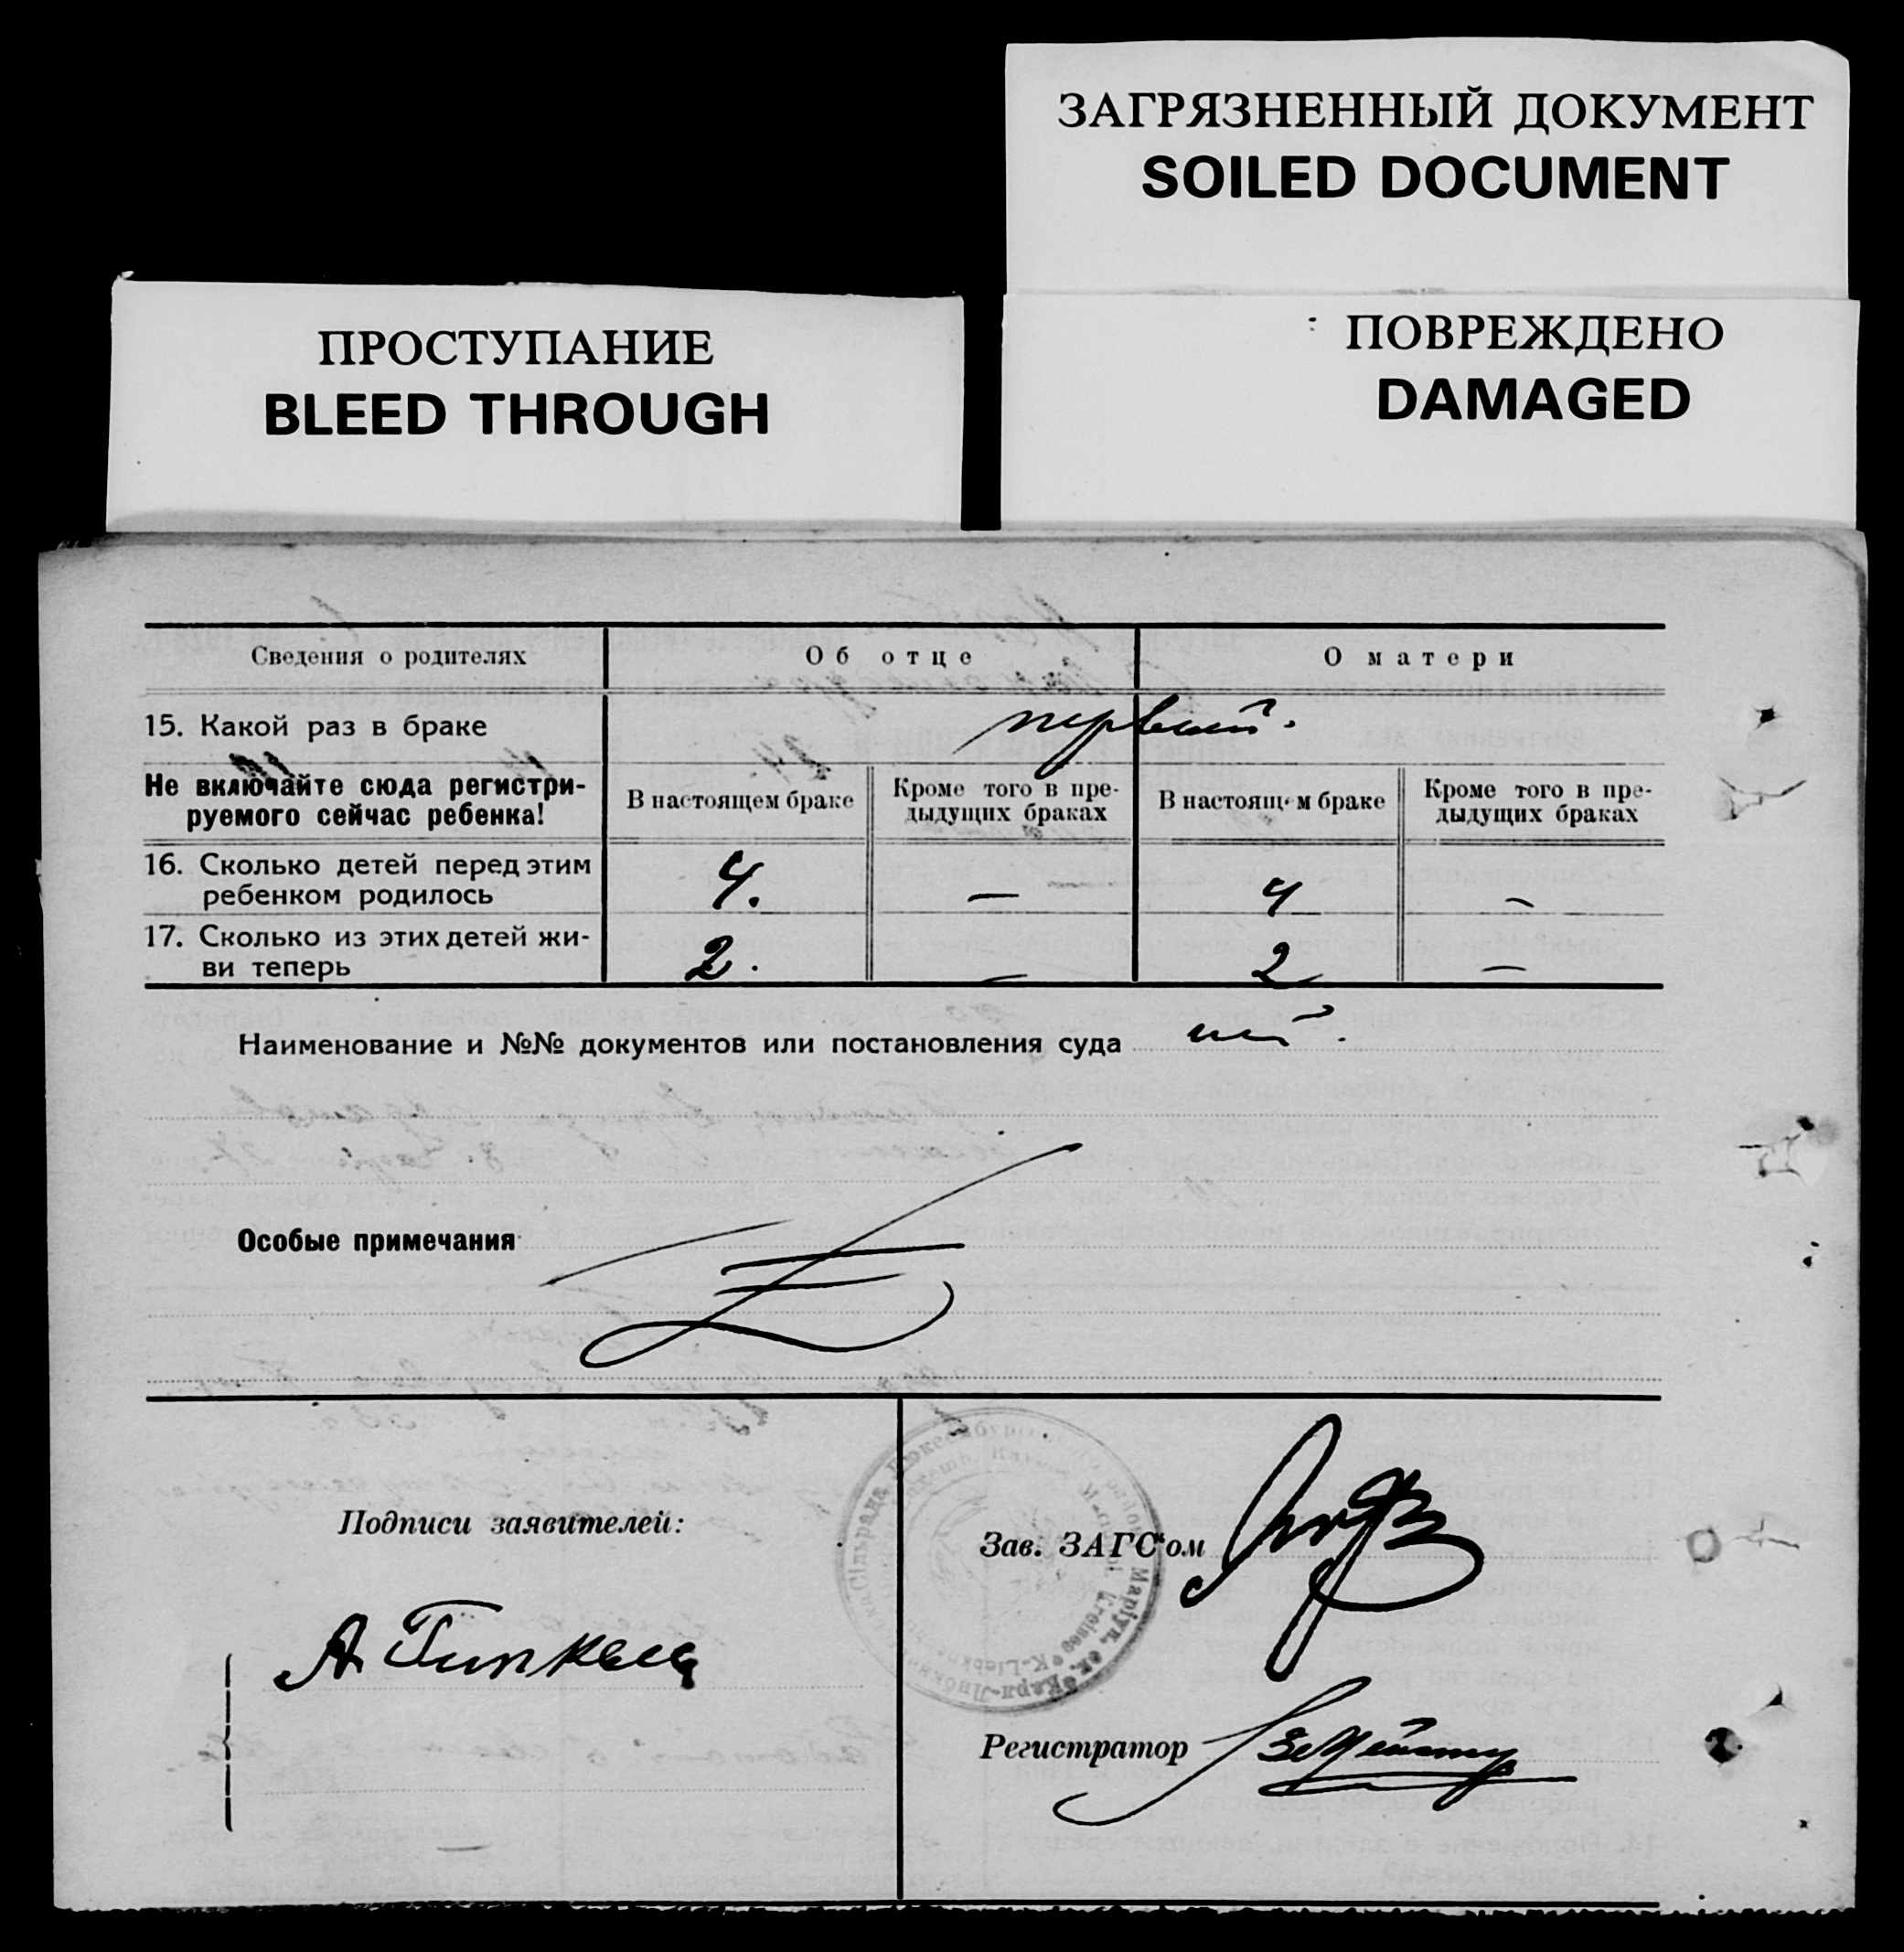 ЗАГРЯЗНЕННЫЙ ДОКУМЕНТ
SOILED DOCUMENT
ПРОСТУПАНИЕ
BLEED THROUGH
ПОВРЕЖДЕНО
DAMAGED
Сведения о родителях Об отце О матери
15. Какой раз в браке первый.
Не включайте сюда регистри-
руемого сейчас ребенка!
В настоящем браке
Кроме того в пре-
дыдущих браках
В настоящем браке
Кроме того в пре-
дыдущих браках
16. Сколько детей перед этим
ребенком родилось 4. — 4 —
17. Сколько из этих детей жи-
ви теперь 2. — 2 —
Наименование и №№ документов или постановления суда нет.
Особые примечания
Подписи заявителей:
Зав. ЗАГС'ом
А
Регистратор